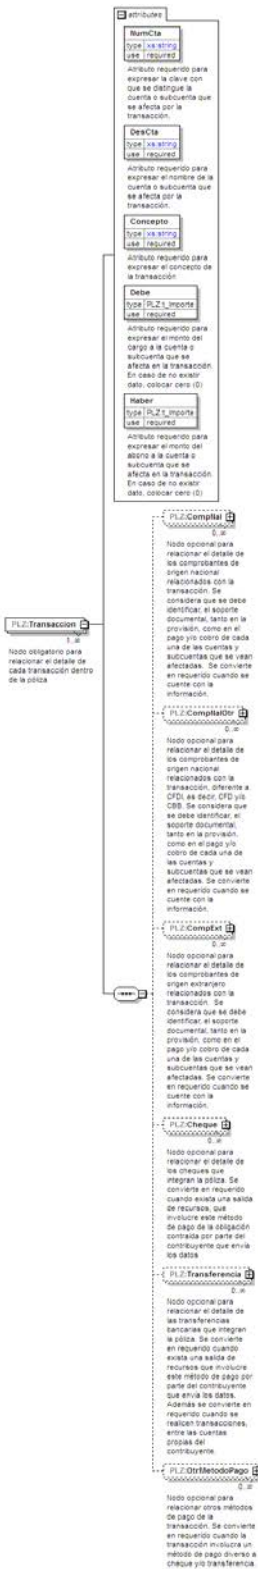 attributes
NumCta
type xs:string
use required
Atributo requerido para
expresar la clave con
que se distingue la
cuenta o subcuenta que
se afecta por la
transacción.
DesCta
type xs:string
use required
Atributo requerido para
expresar el nombre de la
cuenta o subcuenta que
se afecta por la
transacción.
Concepto
type xs:string
use required
Atributo requerido para
expresar el concepto de
la transacción
Debe
type PLZ:t_Importe
use required
Atributo requerido para
expresar el monto del
cargo a la cuenta o
subcuenta que se
afecta en la transacción.
En caso de no existir
dato, colocar cero (0)
Haber
type PLZ:t_Importe
use required
Atributo requerido para
expresar el monto del
abono a la cuenta o
subcuenta que se
afecta en la transacción.
En caso de no existir
dato, colocar cero (0)
PLZ:Transaccion
1..∞
Nodo obligatorio para
relacionar el detalle de
cada transacción dentro
de la póliza
PLZ:CompNal
0..∞
Nodo opcional para
relacionar el detalle de
los comprobantes de
origen nacional
relacionados con la
transacción. Se
considera que se debe
identificar, el soporte
documental, tanto en la
provisión, como en el
pago y/o cobro de cada
una de las cuentas y
subcuentas que se vean
afectadas. Se convierte
en requerido cuando se
cuente con la
información.
PLZ:CompNalOtr
0..∞
Nodo opcional para
relacionar el detalle de
los comprobantes de
origen nacional
relacionados con la
transacción, diferente a
CFDI, es decir, CFD y/o
CBB. Se considera que
se debe identificar, el
soporte documental,
tanto en la provisión,
como en el pago y/o
cobro de cada una de
las cuentas y
subcuentas que se vean
afectadas. Se convierte
en requerido cuando se
cuente con la
información.
PLZ:CompExt
0..∞
Nodo opcional para
relacionar el detalle de
los comprobantes de
origen extranjero
relacionados con la
transacción. Se
considera que se debe
identificar, el soporte
documental, tanto en la
provisión, como en el
pago y/o cobro de cada
una de las cuentas y
subcuentas que se vean
afectadas. Se convierte
en requerido cuando se
cuente con la
información.
PLZ:Cheque
0..∞
Nodo opcional para
relacionar el detalle de
los cheques que
integran la póliza. Se
convierte en requerido
cuando exista una salida
de recursos, que
involucre este método
de pago de la obligación
contraída por parte del
contribuyente que envía
los datos
PLZ:Transferencia
0..∞
Nodo opcional para
relacionar el detalle de
las transferencias
bancarias que integran
la póliza. Se convierte
en requerido cuando
exista una salida de
recursos que involucre
este método de pago por
parte del contribuyente
que envía los datos.
Además se convierte en
requerido cuando se
realicen transacciones,
entre las cuentas
propias del
contribuyente.
PLZ:OtrMetodoPago
0..∞
Nodo opcional para
relacionar otros métodos
de pago de la
transacción. Se convierte
en requerido cuando la
transacción involucra un
método de pago diverso a
cheque y/o transferencia